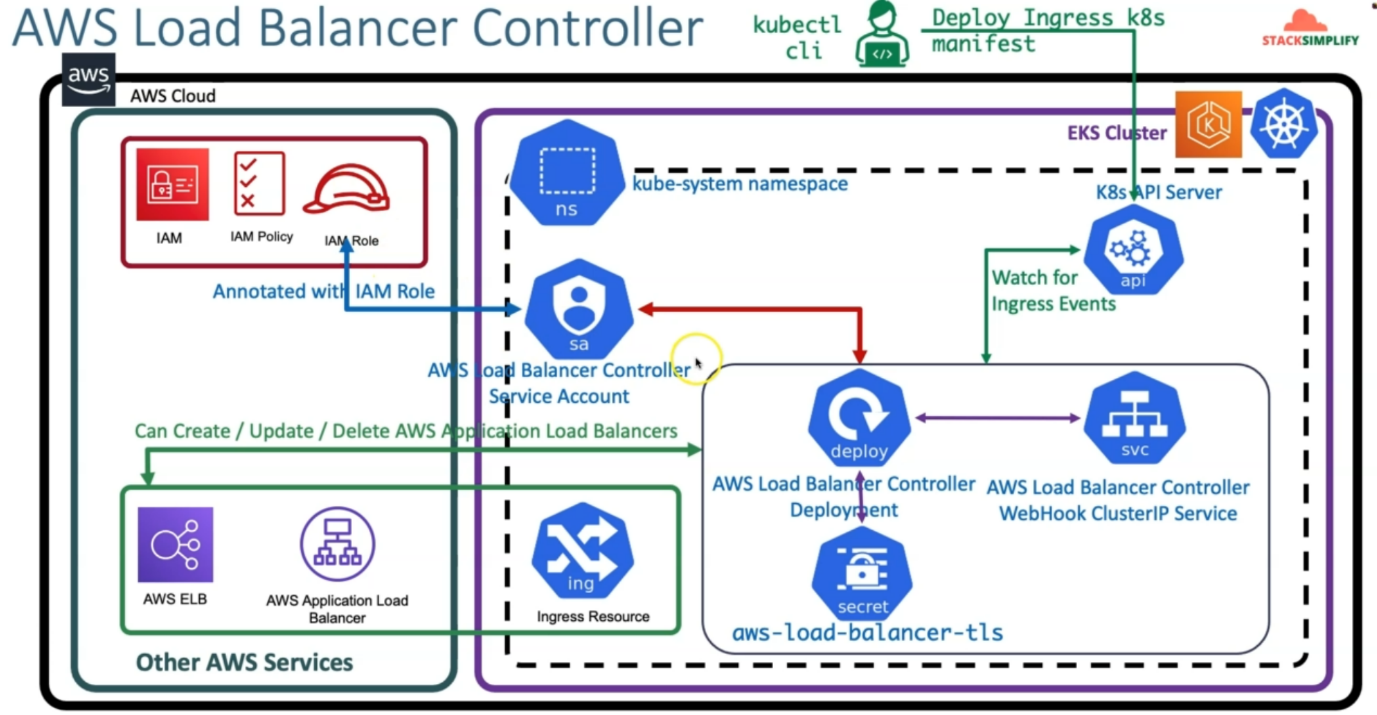 AWS Load Balancer Controller
kubectl
cli
</>
Deploy Ingress k8s
manifest
STACKSIMPLIFY
aws
AWS Cloud
EKS Cluster
K
IAM
IAM Policy
IAM Role
Annotated with IAM Role
ns
kube-system namespace
K8s API Server
api
Watch for
Ingress Events
sa
AWS Load Balancer Controller
Service Account
Can Create / Update / Delete AWS Application Load Balancers
deploy
AWS Load Balancer Controller
Deployment
svc
AWS Load Balancer Controller
WebHook ClusterIP Service
secret
aws-load-balancer-tls
AWS ELB
AWS Application Load
Balancer
ing
Ingress Resource
Other AWS Services